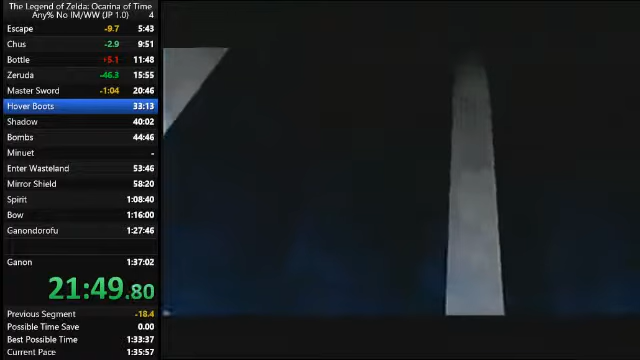 The Legend of Zelda: Ocarina of Time
Any% No IM/WW (JP 1.0) 4
Escape -9.7 5:43
Chus -2.9 9:51
Bottle +5.1 11:48
Zeruda -46.3 15:55
Master Sword -1:04 20:46
Hover Boots 33:13
Shadow 40:02
Bombs 44:46
Minuet -
Enter Wasteland 53:46
Mirror Shield 58:20
Spirit 1:08:40
Bow 1:16:00
Ganondorofu 1:27:46
Ganon 1:37:02
21:49.80
Previous Segment -18.4
Possible Time Save 0.00
Best Possible Time 1:33:37
Current Pace 1:35:57